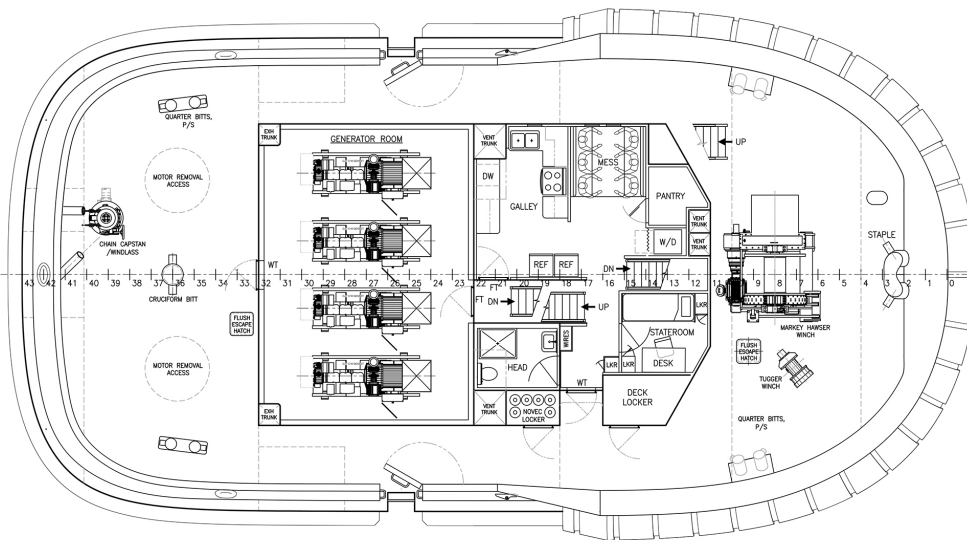 QUARTER BITTS,
P/S
MOTOR REMOVAL
ACCESS
CHAIN CAPSTAN
/WINDLASS
CRUCIFORM BITT
FLUSH
ESCAPE
HATCH
MOTOR REMOVAL
ACCESS
EXH
TRUNK
GENERATOR ROOM
WT
EXH
TRUNK
VENT
TRUNK
DW
GALLEY
MESS
PANTRY
VENT
TRUNK
VENT
TRUNK
W/D
REF
REF
DN
UP
43 42 41 40 39 38 37 36 35 34 33 32 31 30 29 28 27 26 25 24 23 22 21 20 19 18 17 16 15 14 13 12 11 10 9 8 7 6 5 4 3 2 1 0
FT
FT
DN
UP
WIRES
HEAD
LKR
STATEROOM
DESK
LKR
LKR
WT
DECK
LOCKER
VENT
TRUNK
NOVEC
LOCKER
STAPLE
MARKEY HAWSER
WINCH
FLUSH
ESCAPE
HATCH
TUGGER
WINCH
QUARTER BITTS,
P/S